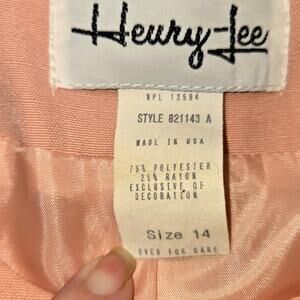 Henry-Lee
WPL 12594
STYLE 821143 A
MADE IN USA
75% POLYESTER
25% RAYON
EXCLUSIVE OF
DECORATION
Size 14
OVER FOR CARE